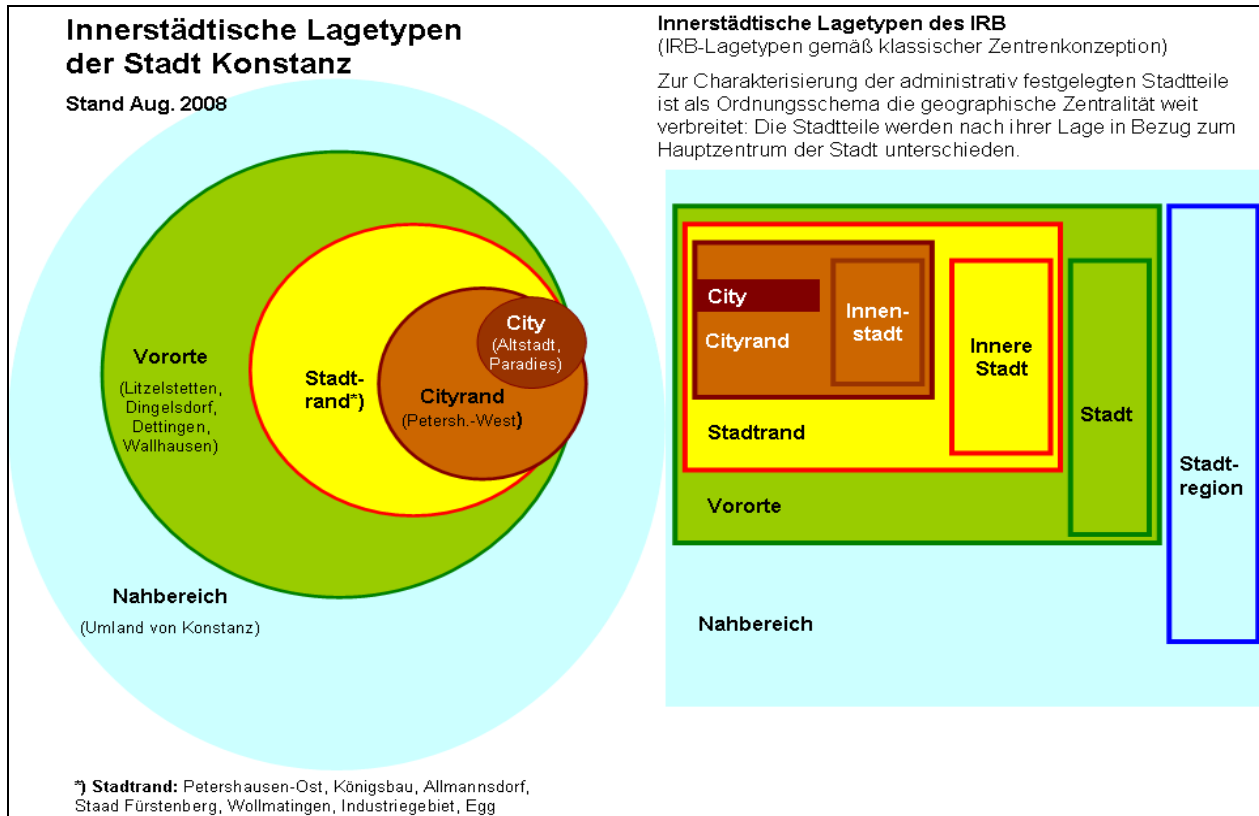 Innerstädtische Lagetypen
der Stadt Konstanz
Stand Aug. 2008
City
(Altstadt,
Paradies)
Vororte
(Litzelstetten,
Dingelsdorf,
Dettingen,
Wallhausen)
Stadt-
rand*)
Cityrand
(Petersh.-West)
Nahbereich
(Umland von Konstanz)
*) Stadtrand: Petershausen-Ost, Königsbau, Allmannsdorf,
Staad Fürstenberg, Wollmatingen, Industriegebiet, Egg
Innerstädtische Lagetypen des IRB
(IRB-Lagetypen gemäß klassischer Zentrenkonzeption)
Zur Charakterisierung der administrativ festgelegten Stadtteile
ist als Ordnungsschema die geographische Zentralität weit
verbreitet: Die Stadtteile werden nach ihrer Lage in Bezug zum
Hauptzentrum der Stadt unterschieden.
City
Cityrand
Innen-
stadt
Stadtrand
Innere
Stadt
Vororte
Stadt
Nahbereich
Stadt-
region